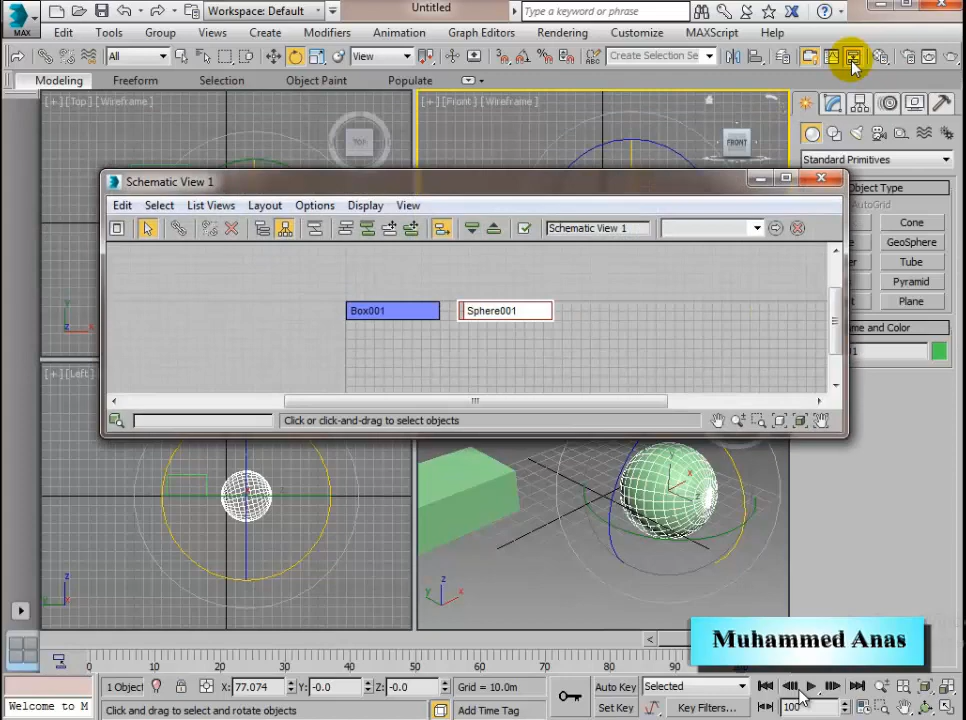 MAX
Workspace: Default
Untitled
Type a keyword or phrase
Edit Tools Group Views Create Modifiers Animation Graph Editors Rendering Customize MAXScript Help
All
View
Create Selection Se
Modeling Freeform Selection Object Paint Populate
[+][Top][Wireframe]
[+][Front][Wireframe]
TOP
FRONT
Standard Primitives
Schematic View 1
Object Type
AutoGrid
Edit Select List Views Layout Options Display View
Cone
Schematic View 1
GeoSphere
Tube
Pyramid
Plane
Box001
Sphere001
ame and Color
01
[+][Left]
Click or click-and-drag to select objects
Muhammed Anas
0 10 20 30 40 50 60 70 80 90
1 Object
X: 77.074
Y: -0.0
Z: -0.0
Grid = 10.0m
Auto Key
Selected
Welcome to M
Click and drag to select and rotate objects
Add Time Tag
Set Key
Key Filters...
100